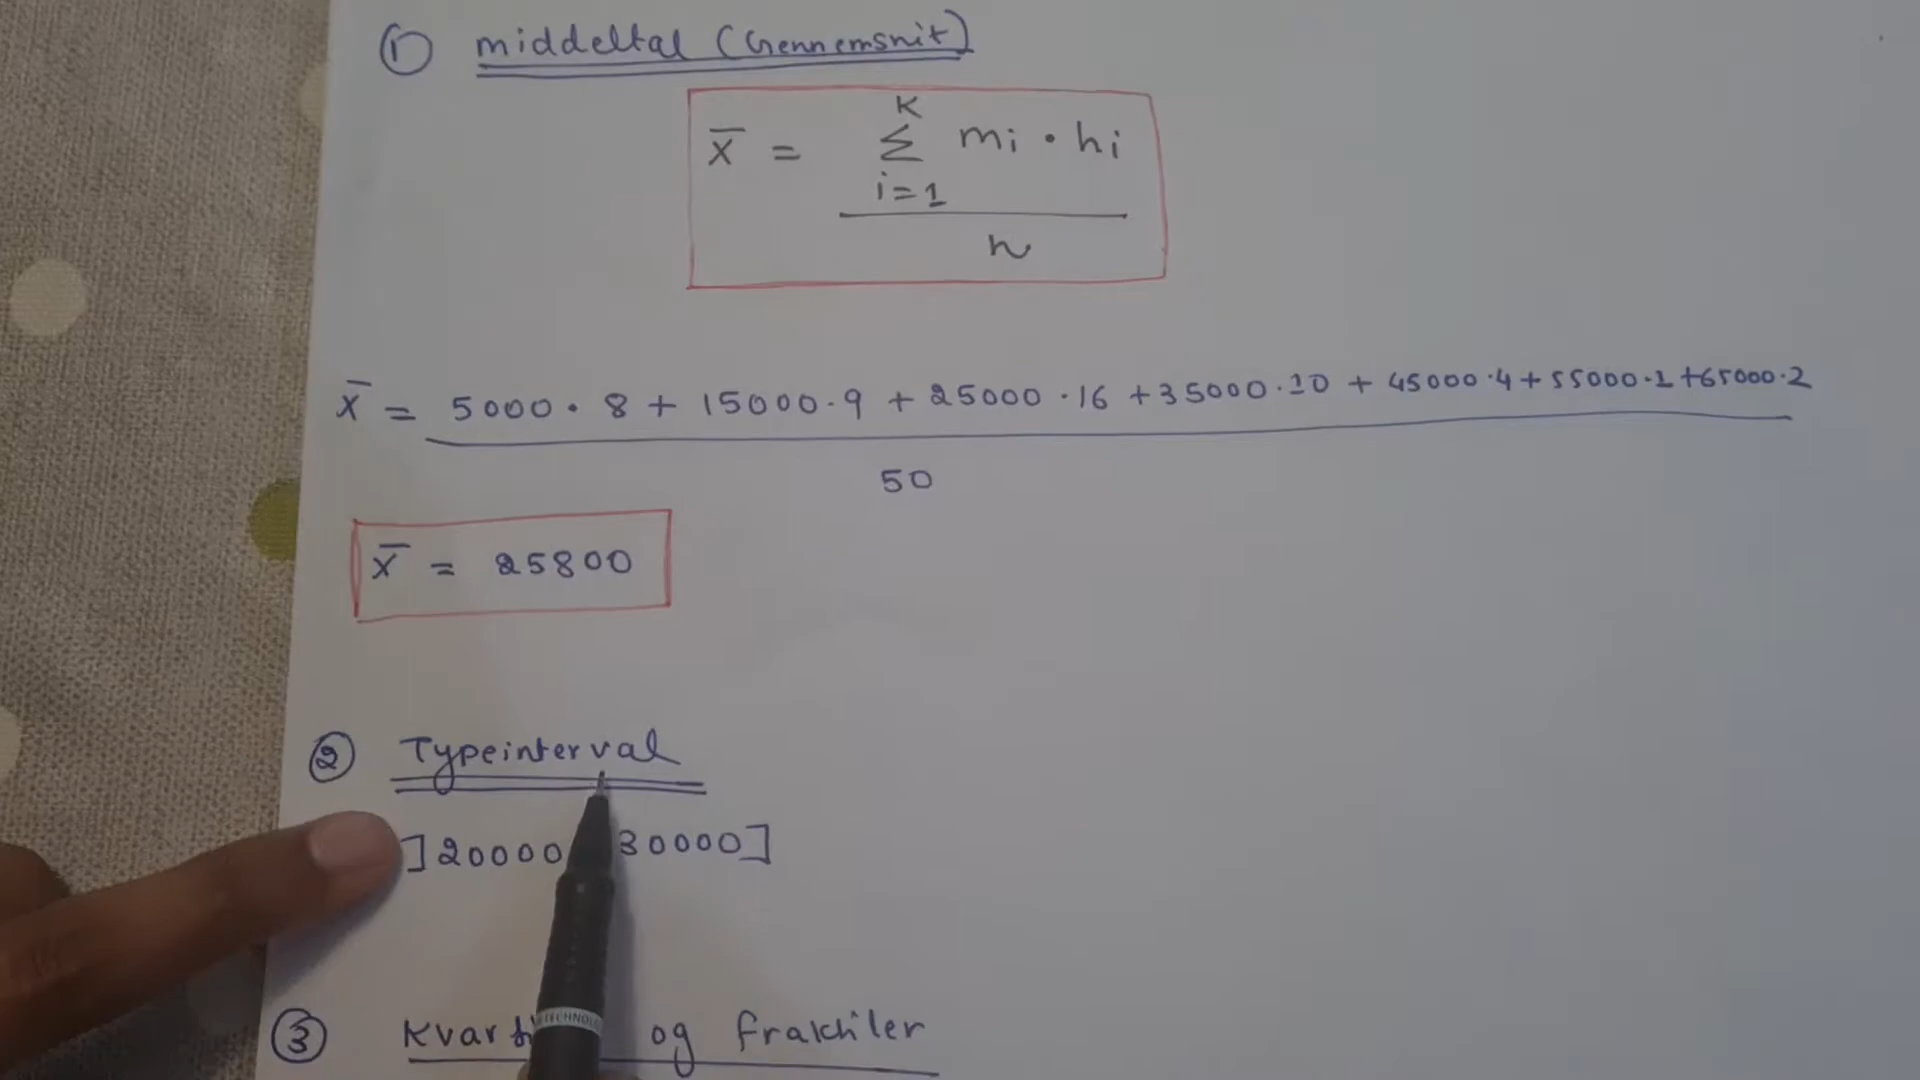 ① middeltal (Gennemsnit)
K
x̄ = Σ mi · hi
i=1
n
x̄ = 5000 · 8 + 15000 · 9 + 25000 · 16 + 35000 · 10 + 45000 · 4 + 55000 · 1 + 65000 · 2
50
x̄ = 25800
② Typeinterval
]20000 30000]
③ og fraktiler